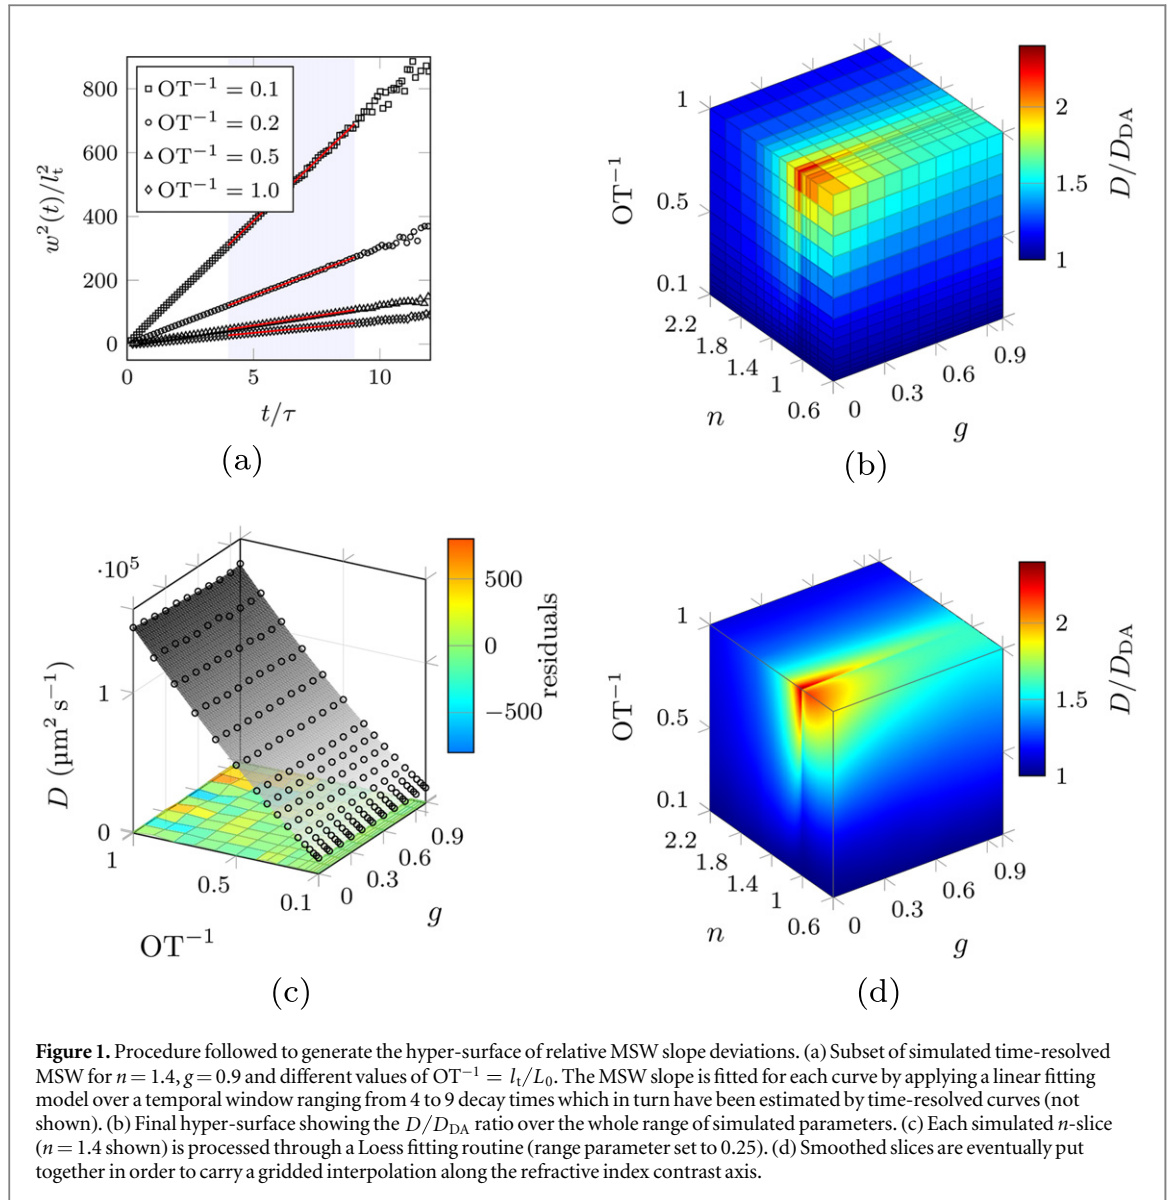 800
600
400
200
0
w²(t)/l_t²
OT⁻¹ = 0.1
OT⁻¹ = 0.2
OT⁻¹ = 0.5
OT⁻¹ = 1.0
0
5
10
t/τ
(a)
1
0.5
0.1
OT⁻¹
2.2
1.8
1.4
1
0.6
n
0
0.3
0.6
0.9
g
2
1.5
1
D/D_DA
(b)
·10⁵
1
0
D (µm² s⁻¹)
1
0.5
0.1
OT⁻¹
0
0.3
0.6
0.9
g
500
0
−500
residuals
(c)
1
0.5
0.1
OT⁻¹
2.2
1.8
1.4
1
0.6
n
0
0.3
0.6
0.9
g
2
1.5
1
D/D_DA
(d)
Figure 1. Procedure followed to generate the hyper-surface of relative MSW slope deviations. (a) Subset of simulated time-resolved
MSW for n = 1.4, g = 0.9 and different values of OT⁻¹ = l_t/L₀. The MSW slope is fitted for each curve by applying a linear fitting
model over a temporal window ranging from 4 to 9 decay times which in turn have been estimated by time-resolved curves (not
shown). (b) Final hyper-surface showing the D/D_DA ratio over the whole range of simulated parameters. (c) Each simulated n-slice
(n = 1.4 shown) is processed through a Loess fitting routine (range parameter set to 0.25). (d) Smoothed slices are eventually put
together in order to carry a gridded interpolation along the refractive index contrast axis.